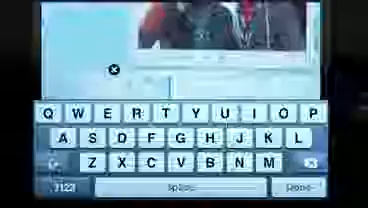 Q W E R T Y U I O P
A S D F G H J K L
Z X C V B N M
.?123 space Done